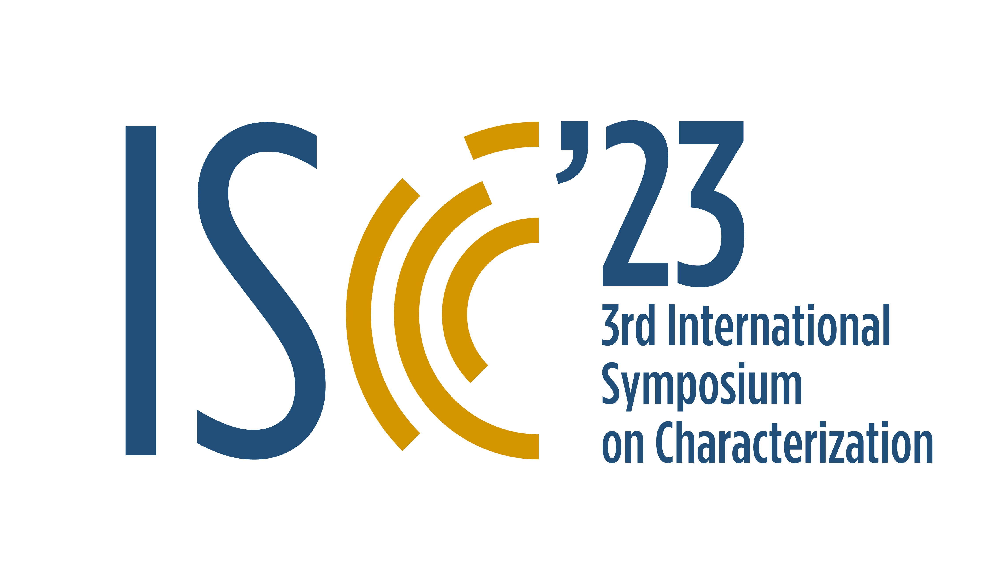 ISC '23
3rd International
Symposium
on Characterization